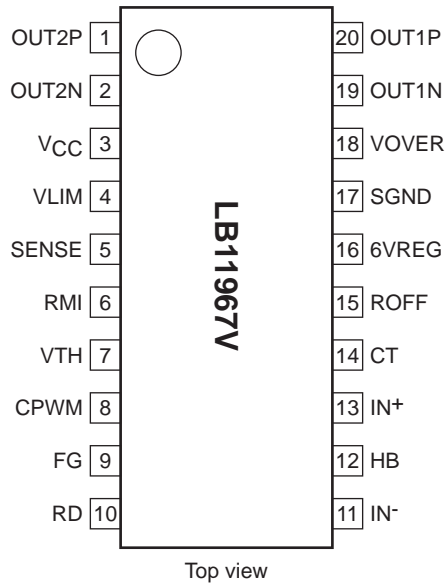 OUT2P 1 20 OUT1P
OUT2N 2 19 OUT1N
VCC 3 18 VOVER
VLIM 4 17 SGND
SENSE 5 16 6VREG
RMI 6 15 ROFF
VTH 7 14 CT
CPWM 8 13 IN+
FG 9 12 HB
RD 10 11 IN-
LB11967V
Top view